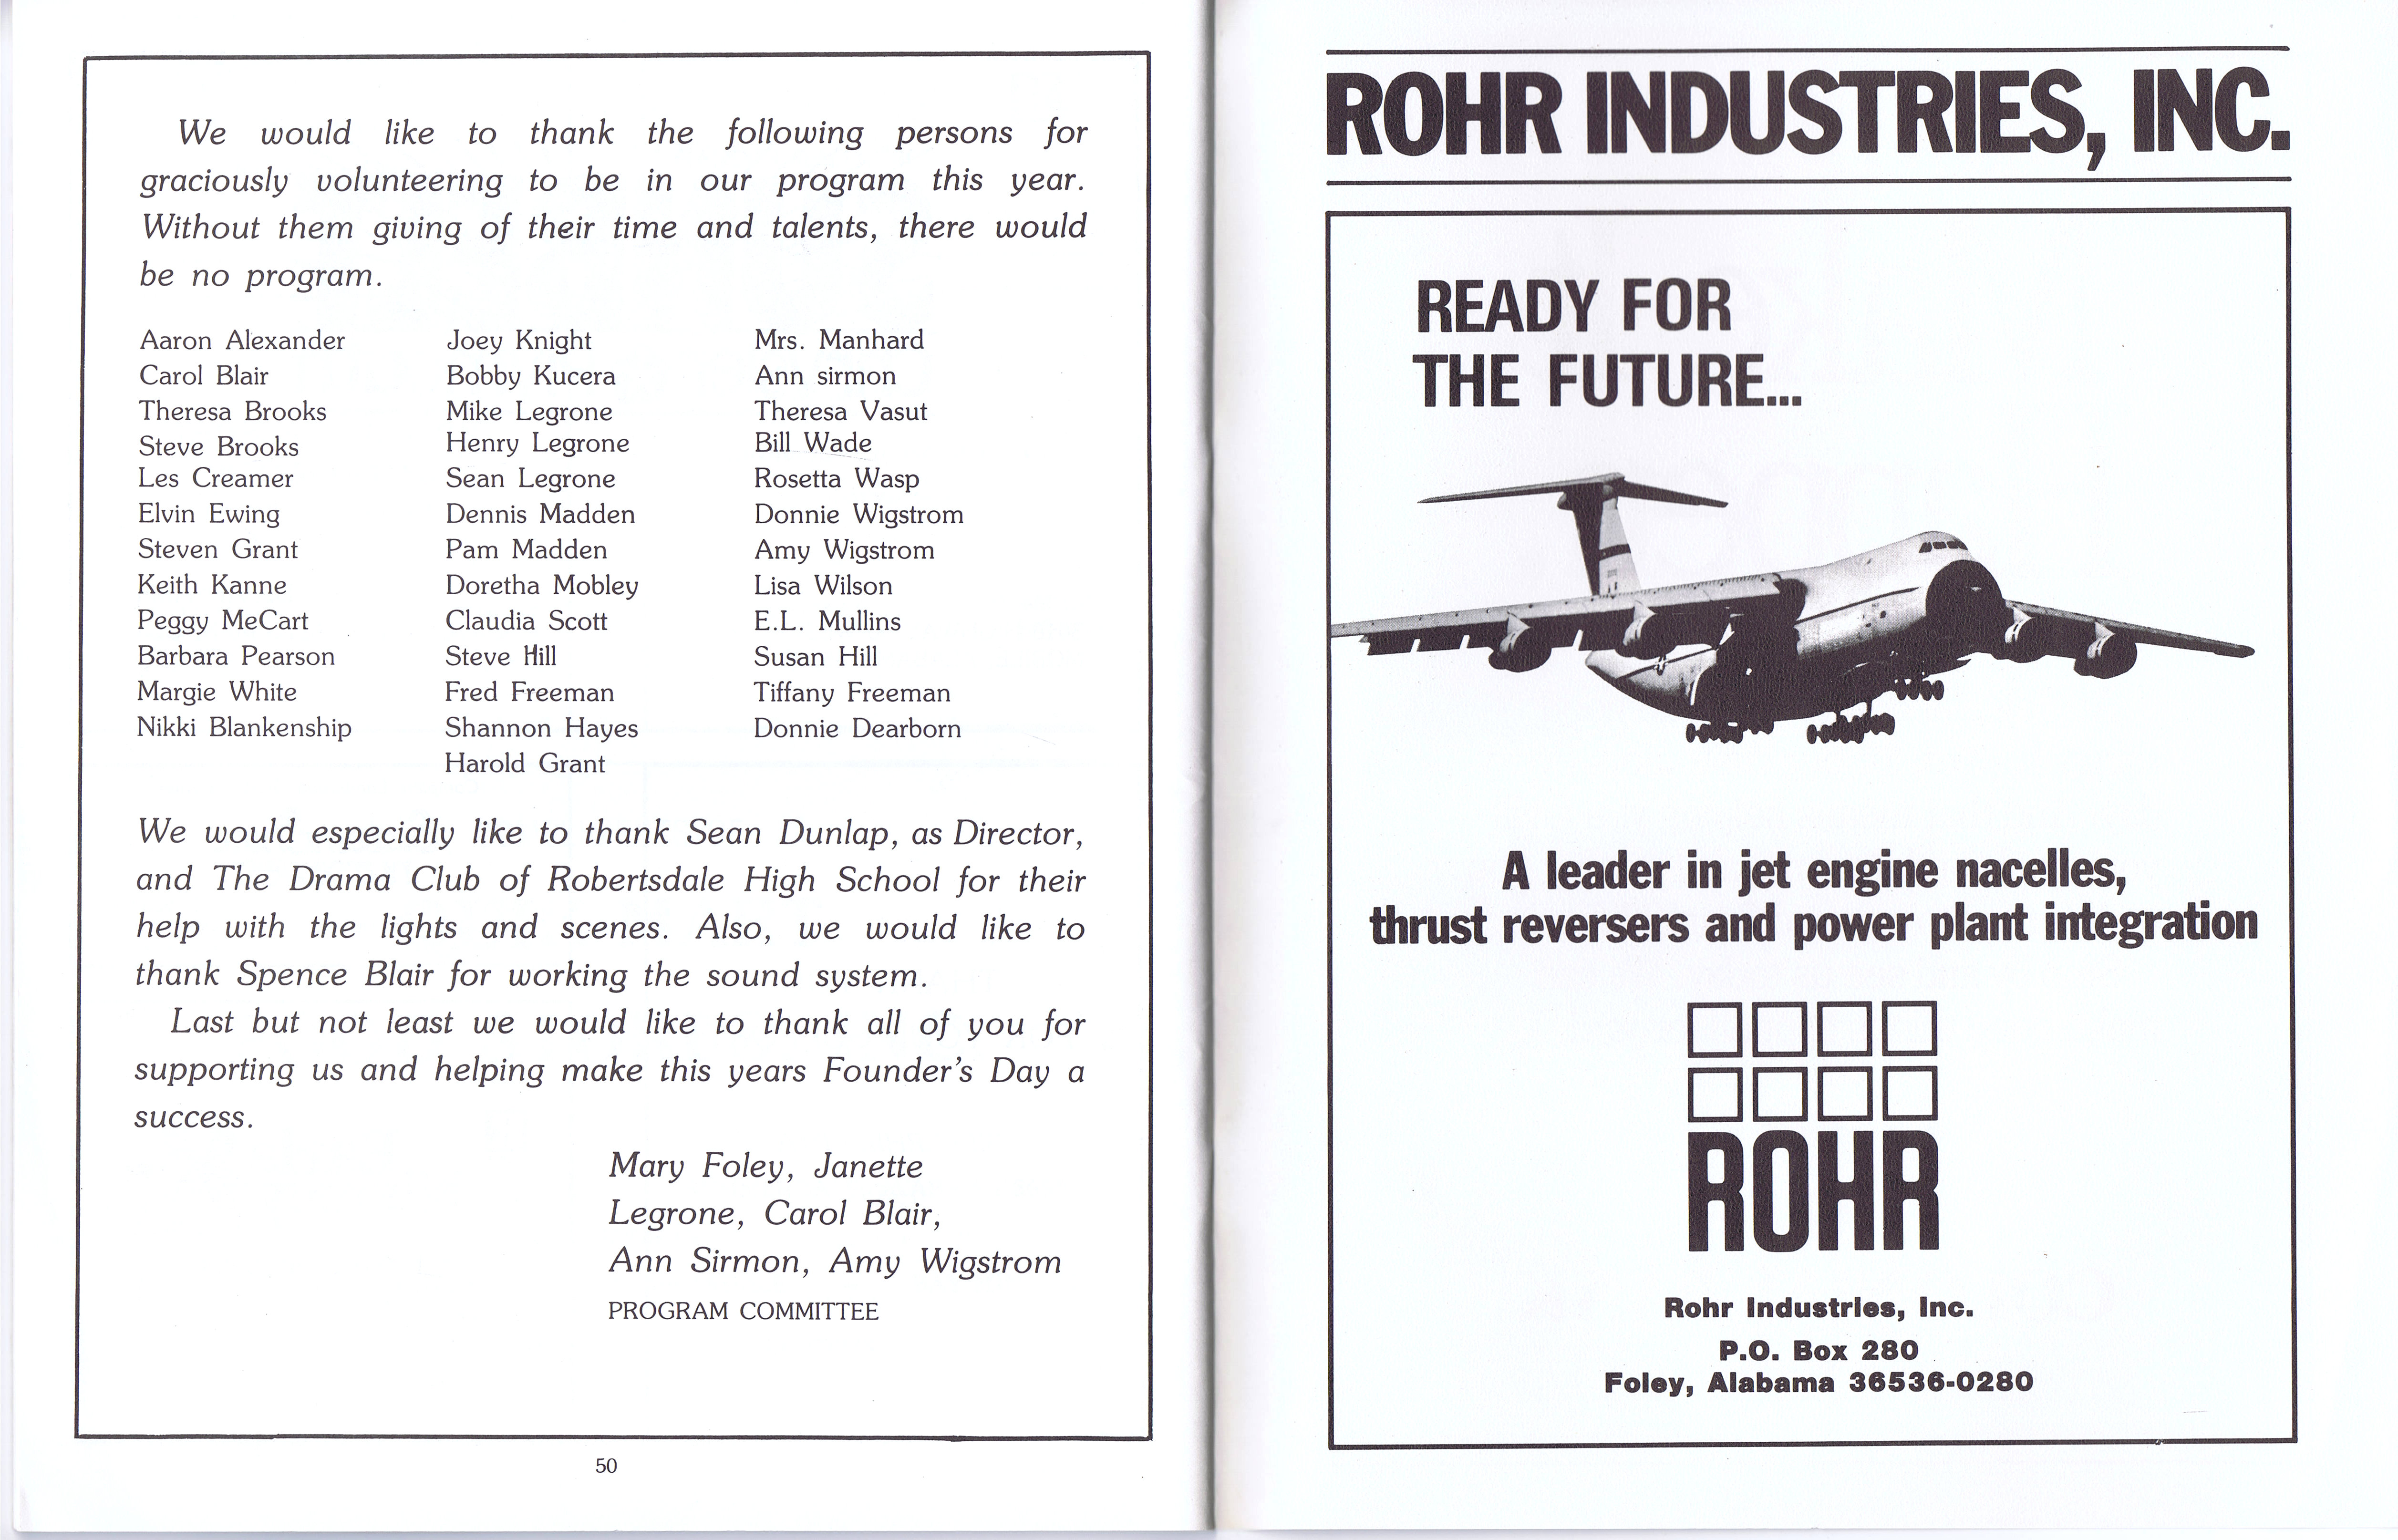 We would like to thank the following persons for
graciously volunteering to be in our program this year.
Without them giving of their time and talents, there would
be no program.
Aaron Alexander
Carol Blair
Theresa Brooks
Steve Brooks
Les Creamer
Elvin Ewing
Steven Grant
Keith Kanne
Peggy MeCart
Barbara Pearson
Margie White
Nikki Blankenship
Joey Knight
Bobby Kucera
Mike Legrone
Henry Legrone
Sean Legrone
Dennis Madden
Pam Madden
Doretha Mobley
Claudia Scott
Steve Hill
Fred Freeman
Shannon Hayes
Harold Grant
Mrs. Manhard
Ann sirmon
Theresa Vasut
Bill Wade
Rosetta Wasp
Donnie Wigstrom
Amy Wigstrom
Lisa Wilson
E.L. Mullins
Susan Hill
Tiffany Freeman
Donnie Dearborn
We would especially like to thank Sean Dunlap, as Director,
and The Drama Club of Robertsdale High School for their
help with the lights and scenes. Also, we would like to
thank Spence Blair for working the sound system.
Last but not least we would like to thank all of you for
supporting us and helping make this years Founder's Day a
success.
Mary Foley, Janette
Legrone, Carol Blair,
Ann Sirmon, Amy Wigstrom
PROGRAM COMMITTEE
50
ROHR INDUSTRIES, INC.
READY FOR
THE FUTURE...
A leader in jet engine nacelles,
thrust reversers and power plant integration
ROHR
Rohr Industries, Inc.
P.O. Box 280
Foley, Alabama 36536-0280